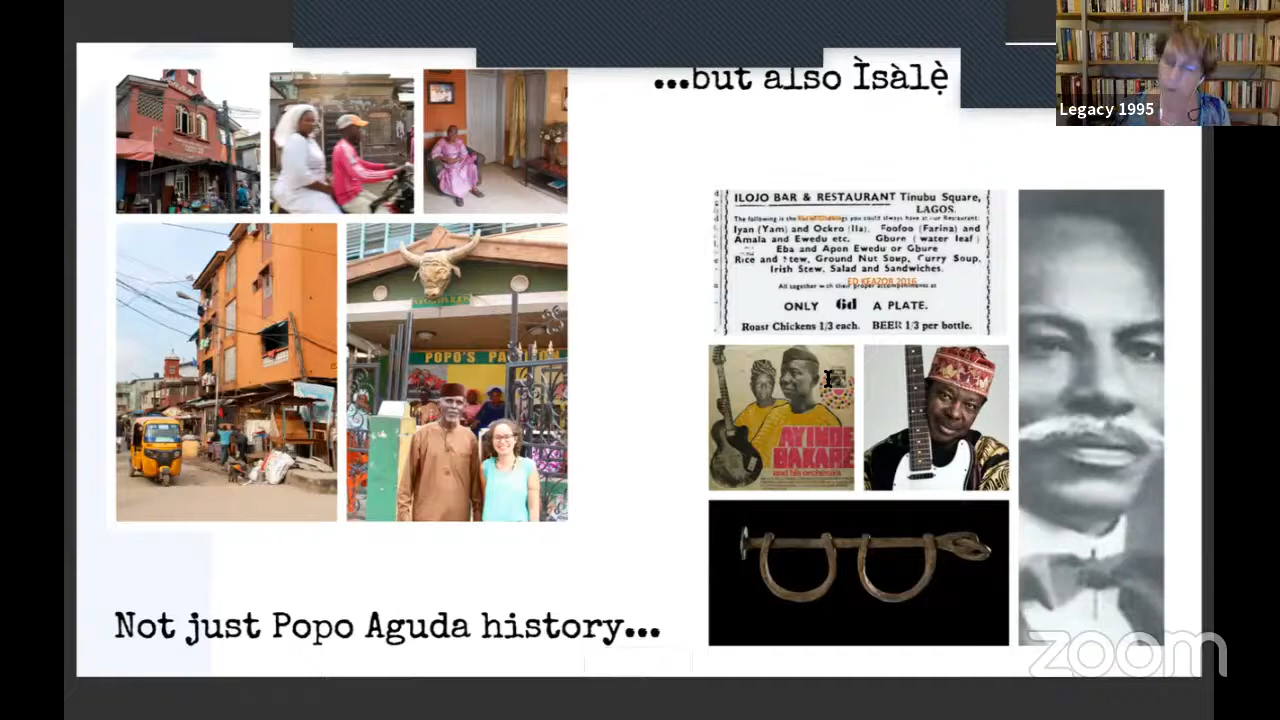 ...but also Ìsàlẹ̀
Legacy 1995
ILOJO BAR & RESTAURANT Tinubu Square,
LAGOS.
The following is the
you could always have at our Restaurant:
Iyan (Yam) and Ockro (Ila). Foofoo (Farina) and
Amala and Ewedu etc. Gbure (water leaf)
Eba and Apon Ewedu or Gbure
Rice and Stew, Ground Nut Soup, Curry Soup,
Irish Stew, Salad and Sandwiches.
ED KEAZOR 2016
All together with their proper accompaniments at
ONLY 6d A PLATE.
Roast Chickens 1/3 each. BEER 1/3 per bottle.
POPO'S
AYINDE
BAKARE
and his orchestra
Not just Popo Aguda history...
zoom